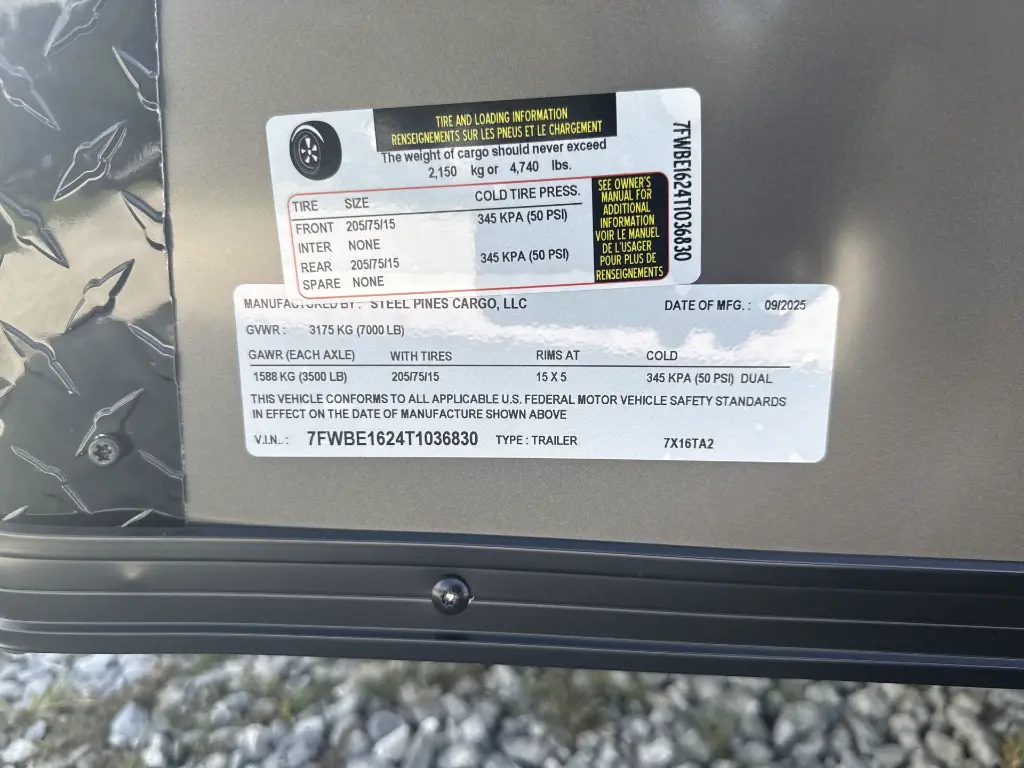 TIRE AND LOADING INFORMATION
RENSEIGNEMENTS SUR LES PNEUS ET LE CHARGEMENT
The weight of cargo should never exceed
2,150 kg or 4,740 lbs.
TIRE SIZE COLD TIRE PRESS.
FRONT 205/75/15 345 KPA (50 PSI)
INTER NONE
REAR 205/75/15 345 KPA (50 PSI)
SPARE NONE
SEE OWNER'S
MANUAL FOR
ADDITIONAL
INFORMATION
VOIR LE MANUEL
DE L'USAGER
POUR PLUS DE
RENSEIGNEMENTS
7FWBE1624T1036830
MANUFACTURED BY: STEEL PINES CARGO, LLC DATE OF MFG. : 09/2025
GVWR : 3175 KG (7000 LB)
GAWR (EACH AXLE) WITH TIRES RIMS AT COLD
1588 KG (3500 LB) 205/75/15 15 X 5 345 KPA (50 PSI) DUAL
THIS VEHICLE CONFORMS TO ALL APPLICABLE U.S. FEDERAL MOTOR VEHICLE SAFETY STANDARDS
IN EFFECT ON THE DATE OF MANUFACTURE SHOWN ABOVE
V.I.N.. : 7FWBE1624T1036830 TYPE : TRAILER 7X16TA2